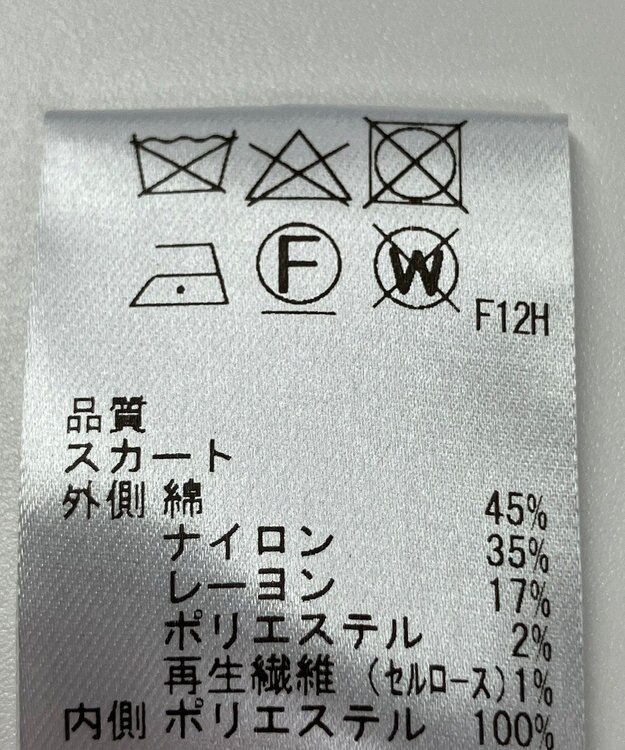 F
W
F12H
品質
スカート
外側 綿 45%
ナイロン 35%
レーヨン 17%
ポリエステル 2%
再生繊維(セルロース)1%
内側 ポリエステル 100%